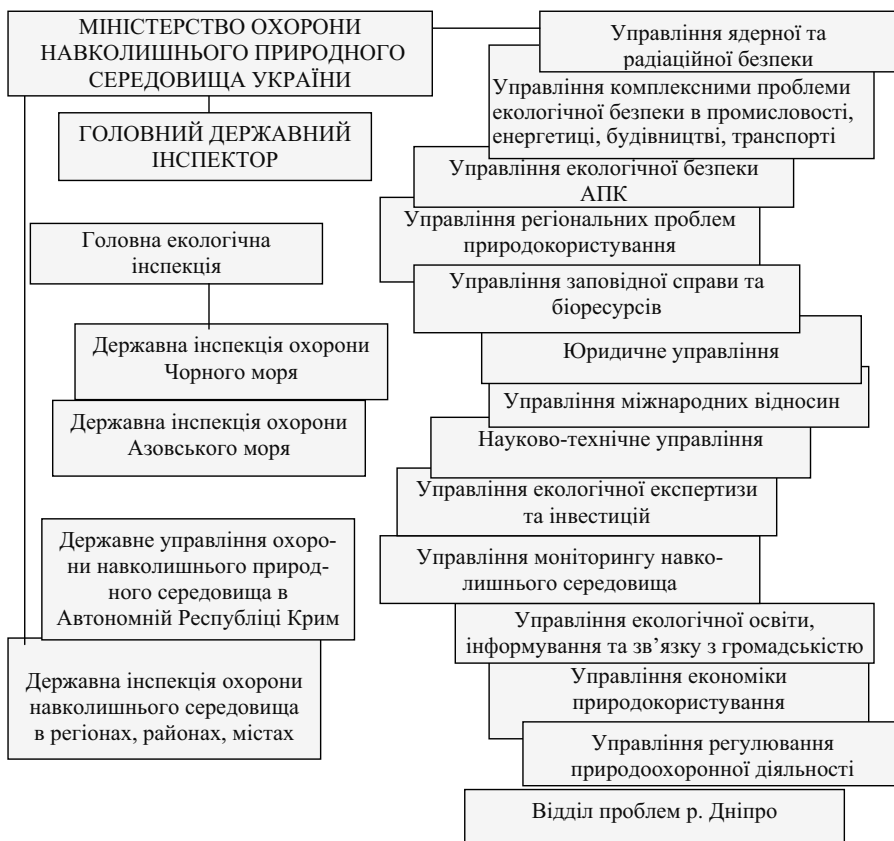 МІНІСТЕРСТВО ОХОРОНИ
НАВКОЛИШНЬОГО ПРИРОДНОГО
СЕРЕДОВИЩА УКРАЇНИ
ГОЛОВНИЙ ДЕРЖАВНИЙ
ІНСПЕКТОР
Головна екологічна
інспекція
Державна інспекція охорони
Чорного моря
Державна інспекція охорони
Азовського моря
Державне управління охоро-
ни навколишнього природ-
ного середовища в
Автономній Республіці Крим
Державна інспекція охорони
навколишнього середовища
в регіонах, районах, містах
Управління ядерної та
радіаційної безпеки
Управління комплексними проблеми
екологічної безпеки в промисловості,
енергетиці, будівництві, транспорті
Управління екологічної безпеки
АПК
Управління регіональних проблем
природокористування
Управління заповідної справи та
біоресурсів
Юридичне управління
Управління міжнародних відносин
Науково-технічне управління
Управління екологічної експертизи
та інвестицій
Управління моніторингу навко-
лишнього середовища
Управління екологічної освіти,
інформування та зв’язку з громадськістю
Управління економіки
природокористування
Управління регулювання
природоохоронної діяльності
Відділ проблем р. Дніпро